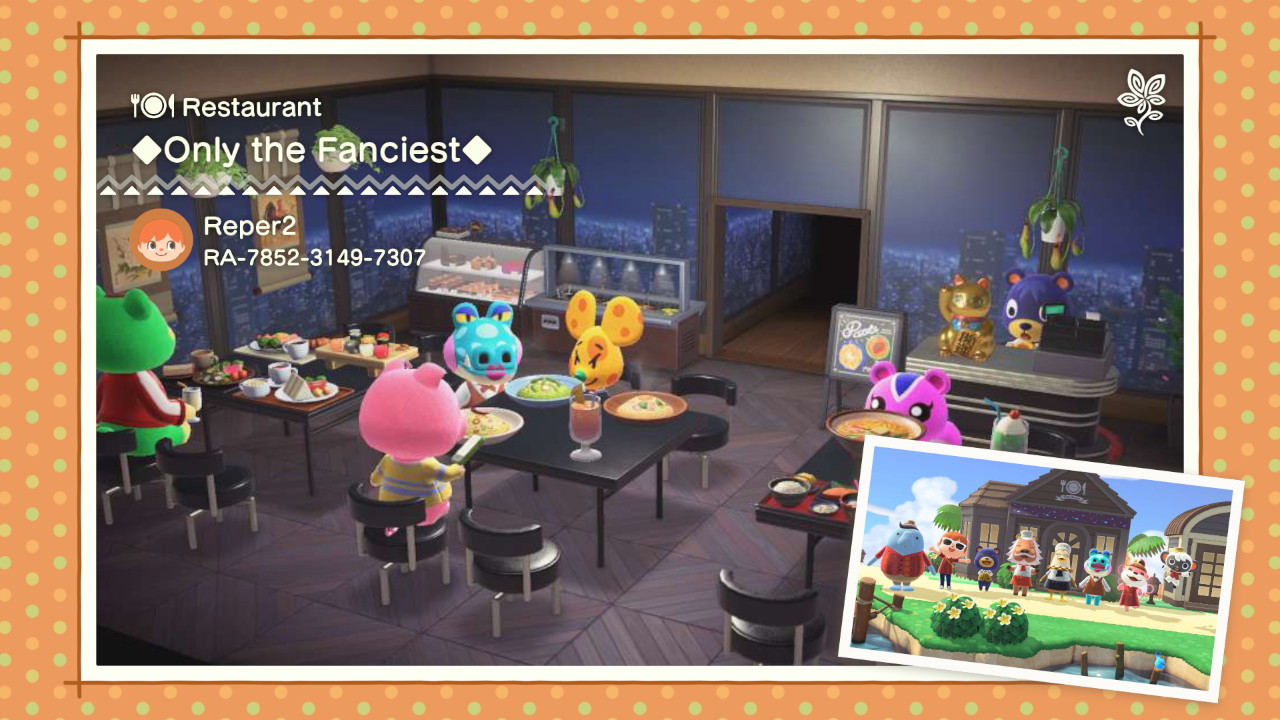 Restaurant
◆Only the Fanciest◆
Reper2
RA-7852-3149-7307